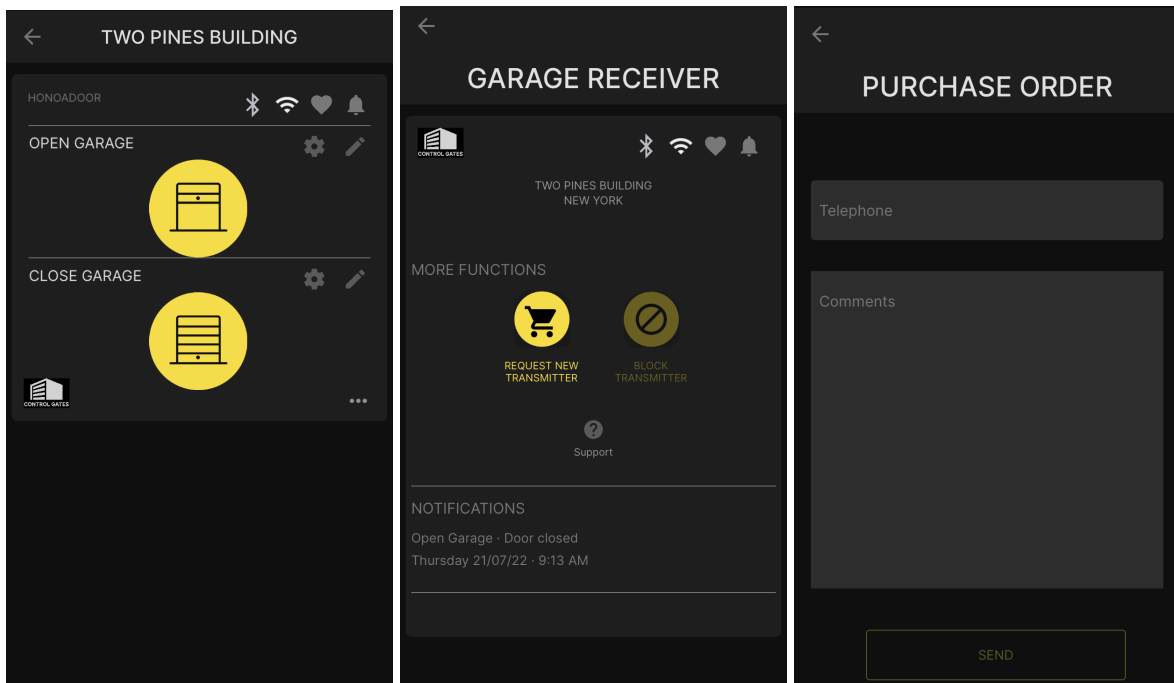 TWO PINES BUILDING
HONOADOOR
OPEN GARAGE
CLOSE GARAGE
CONTROL GATES
GARAGE RECEIVER
CONTROL GATES
TWO PINES BUILDING
NEW YORK
MORE FUNCTIONS
REQUEST NEW
TRANSMITTER
BLOCK
TRANSMITTER
Support
NOTIFICATIONS
Open Garage · Door closed
Thursday 21/07/22 · 9:13 AM
PURCHASE ORDER
Telephone
Comments
SEND